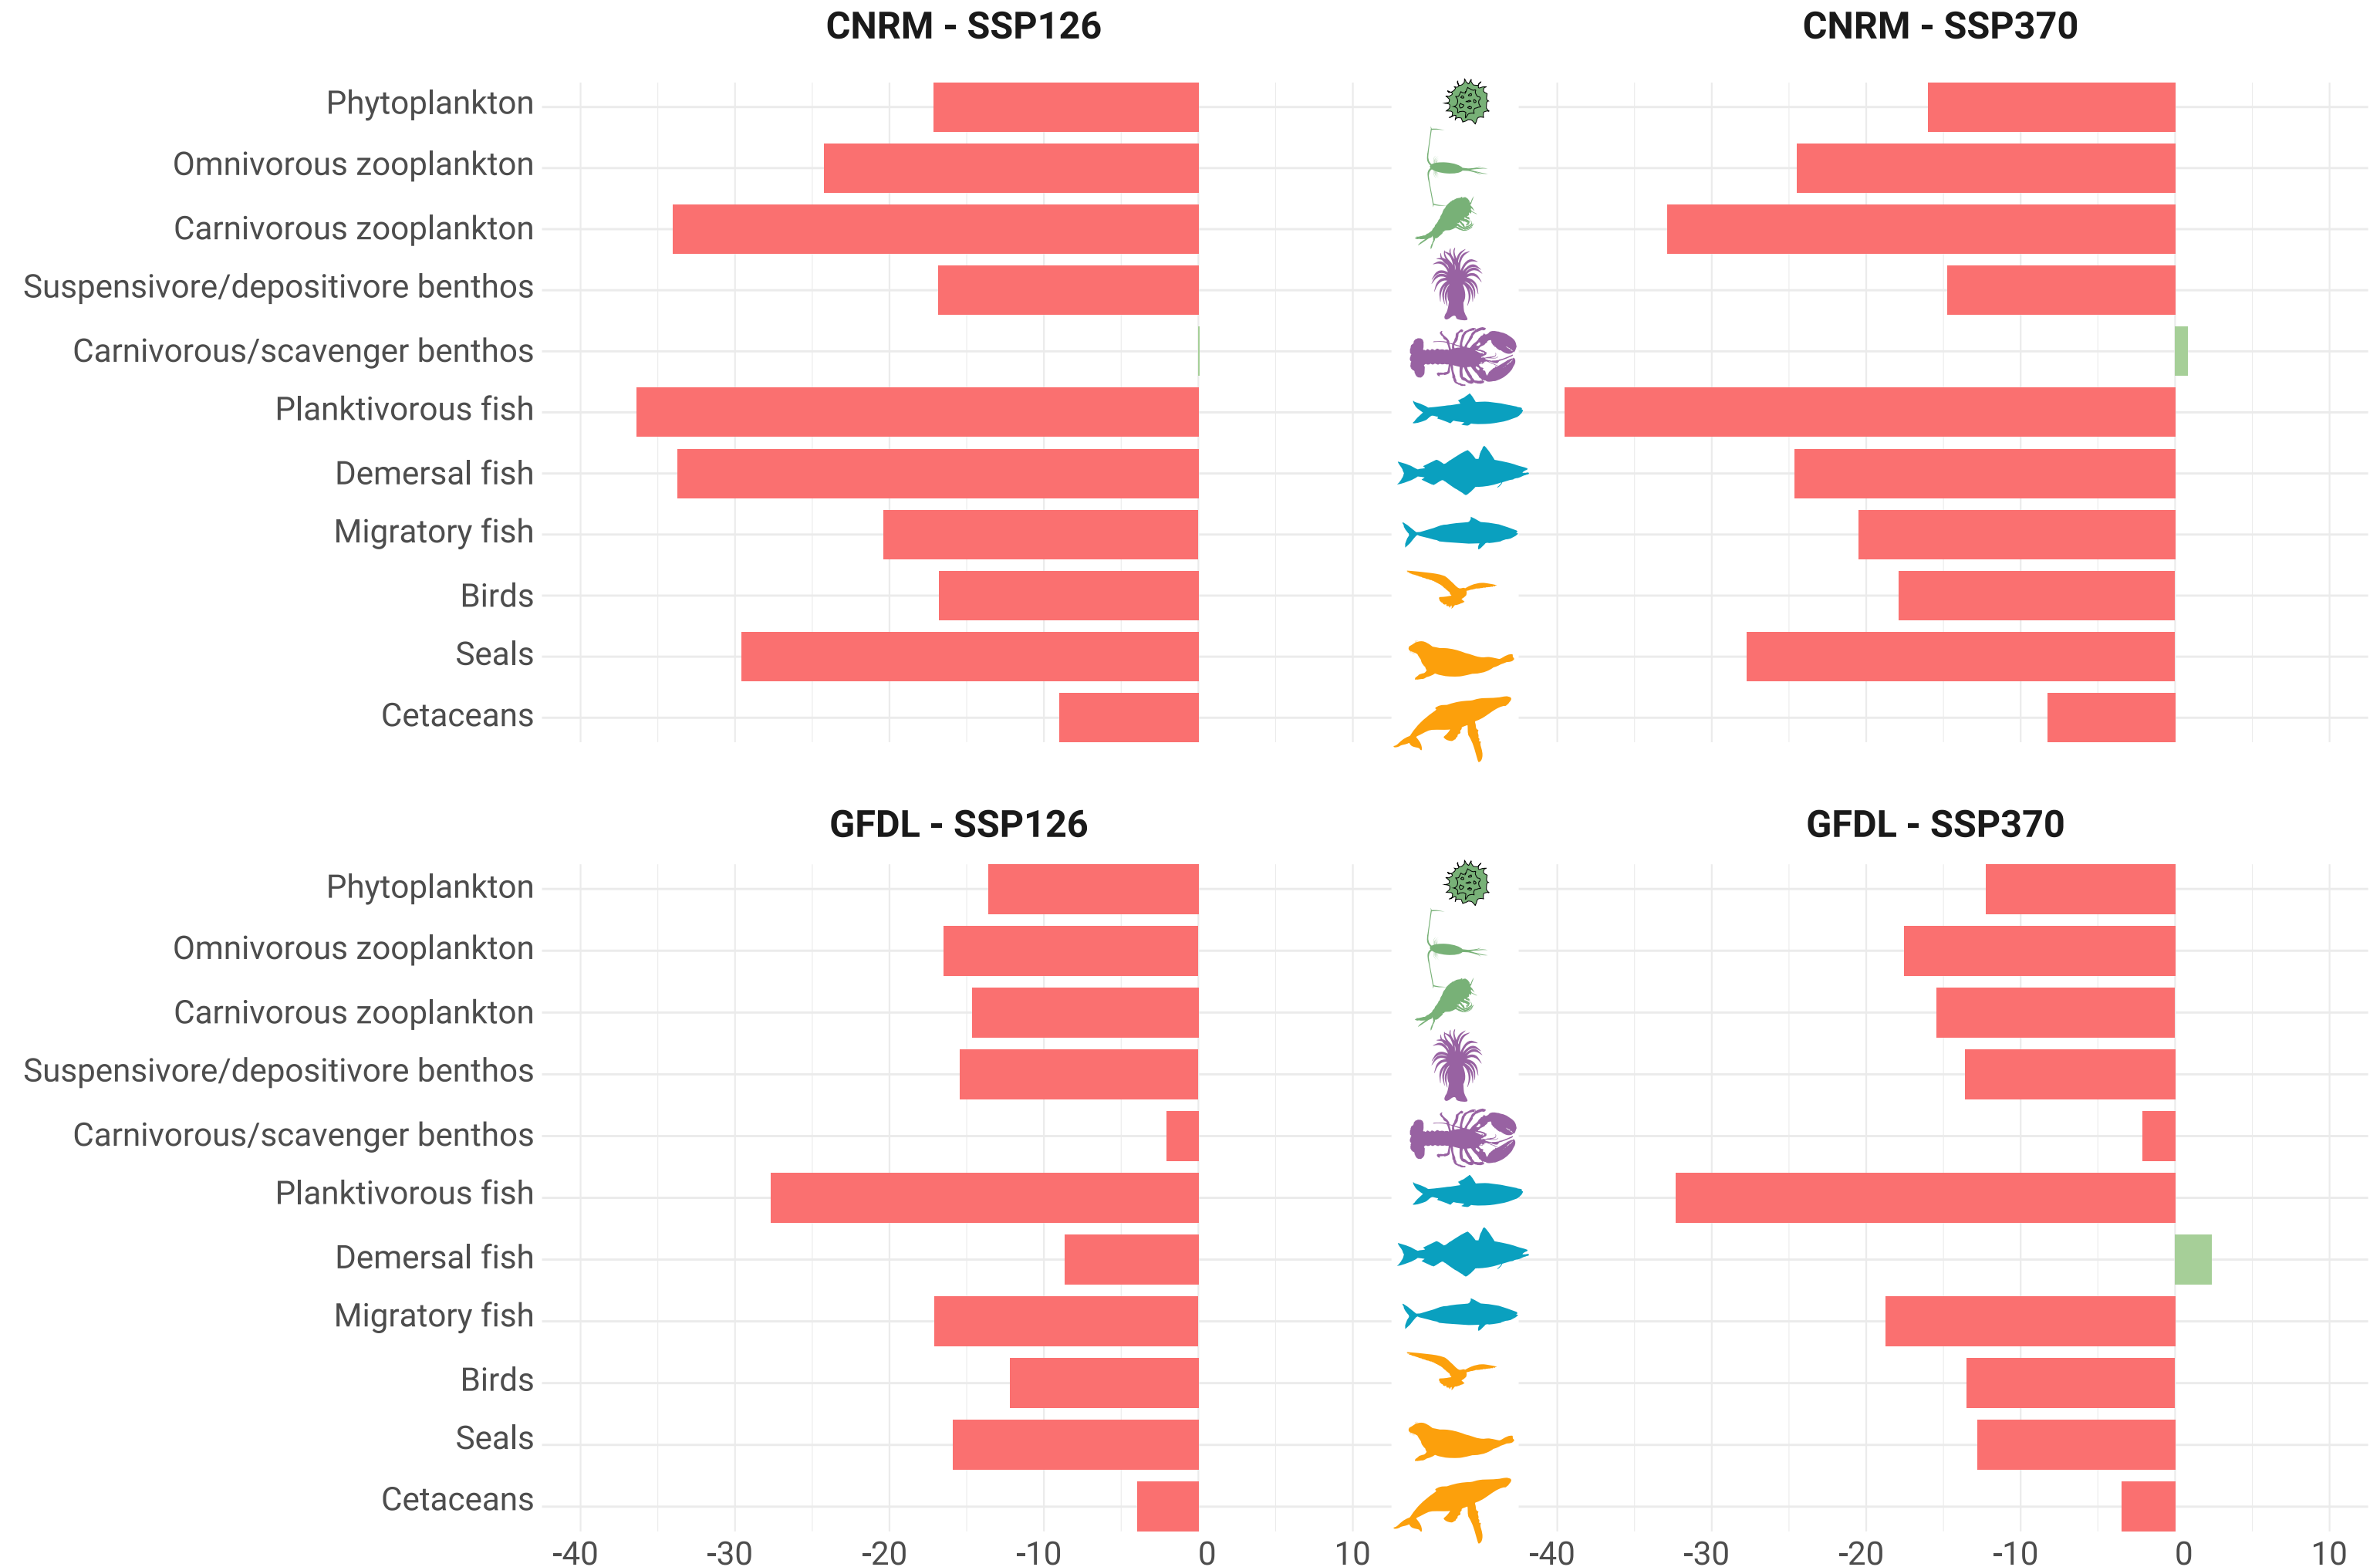 CNRM - SSP126 CNRM - SSP370
Phytoplankton
Omnivorous zooplankton
Carnivorous zooplankton
Suspensivore/depositivore benthos
Carnivorous/scavenger benthos
Planktivorous fish
Demersal fish
Migratory fish
Birds
Seals
Cetaceans
GFDL - SSP126 GFDL - SSP370
Phytoplankton
Omnivorous zooplankton
Carnivorous zooplankton
Suspensivore/depositivore benthos
Carnivorous/scavenger benthos
Planktivorous fish
Demersal fish
Migratory fish
Birds
Seals
Cetaceans
-40 -30 -20 -10 0 10 -40 -30 -20 -10 0 10